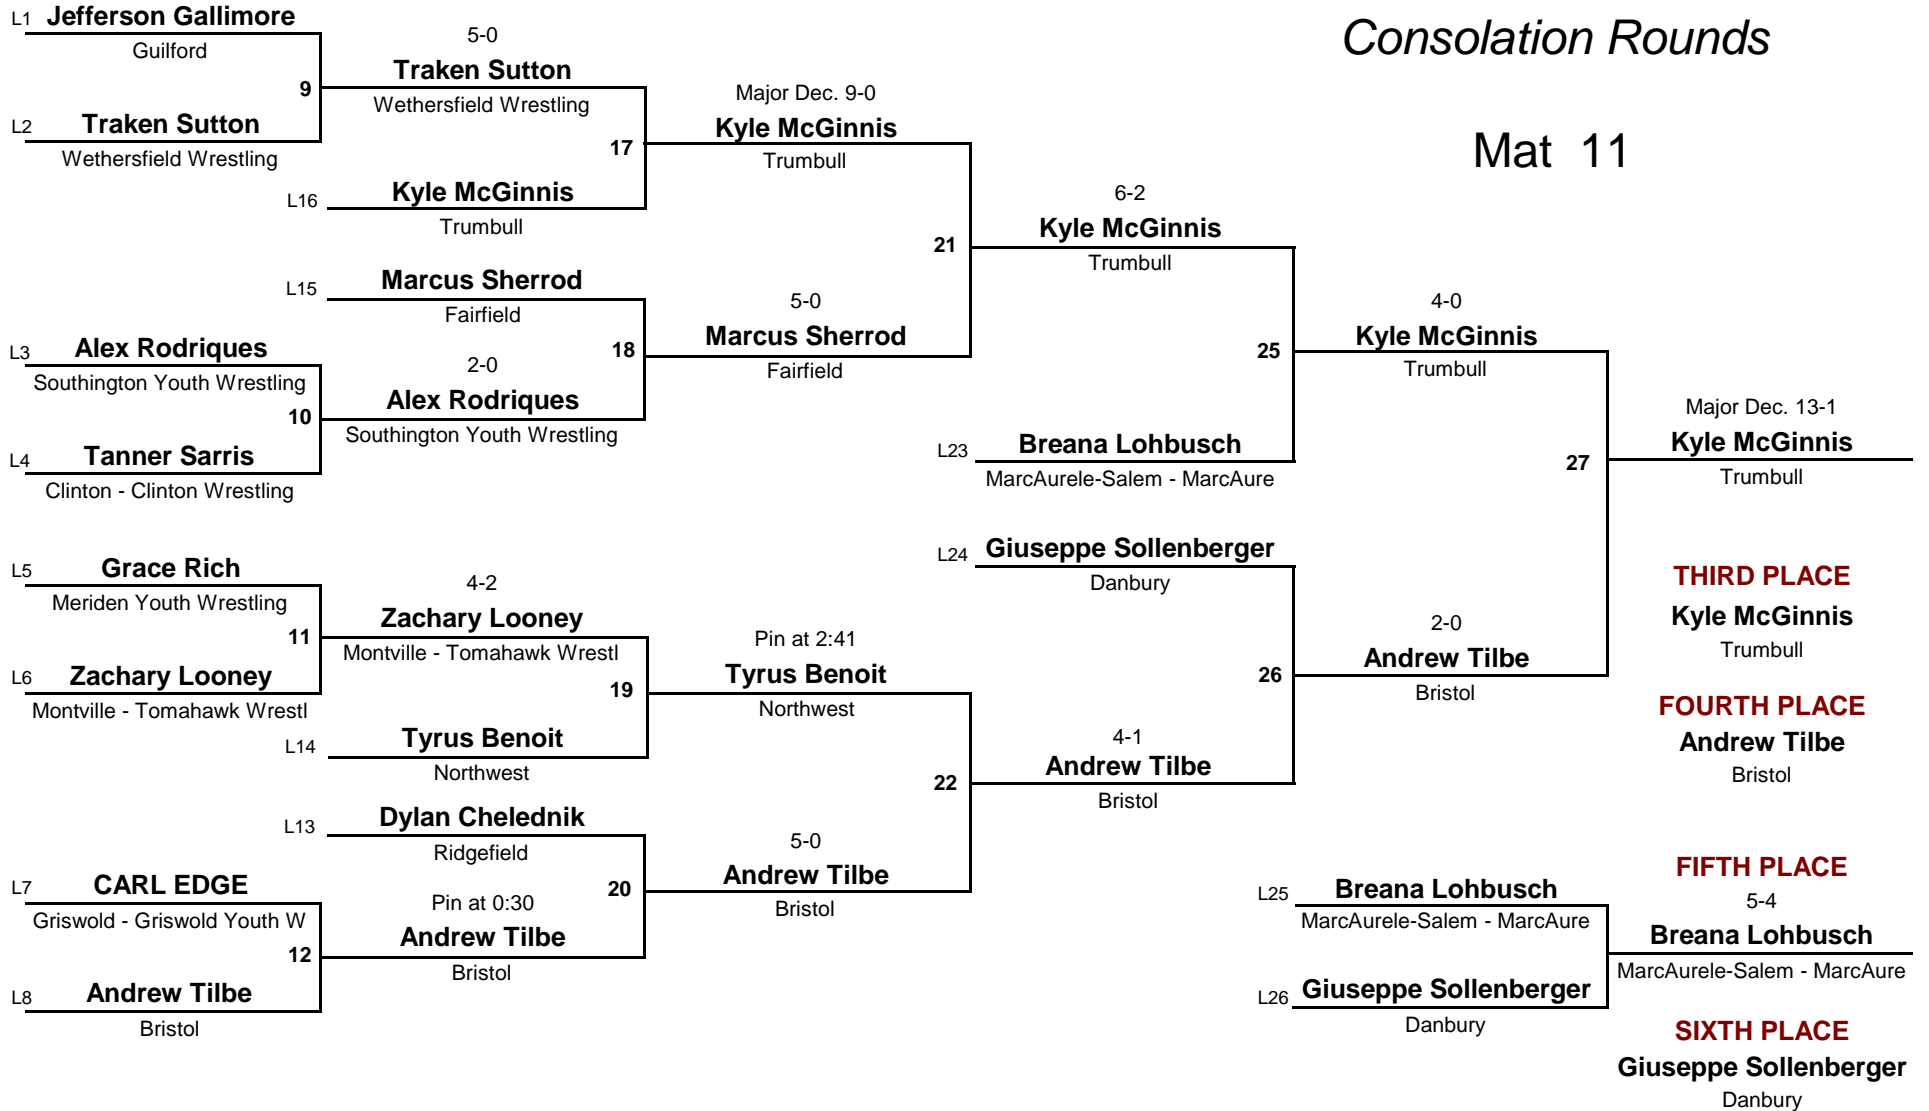 Consolation Rounds
Mat 11
L1 Jefferson Gallimore
Guilford
9
L2 Traken Sutton
Wethersfield Wrestling
5-0
Traken Sutton
Wethersfield Wrestling
17
L16 Kyle McGinnis
Trumbull
Major Dec. 9-0
Kyle McGinnis
Trumbull
21
L15 Marcus Sherrod
Fairfield
18
L3 Alex Rodriques
Southington Youth Wrestling
10
L4 Tanner Sarris
Clinton - Clinton Wrestling
2-0
Alex Rodriques
Southington Youth Wrestling
5-0
Marcus Sherrod
Fairfield
6-2
Kyle McGinnis
Trumbull
25
L23 Breana Lohbusch
MarcAurele-Salem - MarcAure
4-0
Kyle McGinnis
Trumbull
27
Major Dec. 13-1
Kyle McGinnis
Trumbull
L5 Grace Rich
Meriden Youth Wrestling
11
L6 Zachary Looney
Montville - Tomahawk Wrestl
4-2
Zachary Looney
Montville - Tomahawk Wrestl
19
L14 Tyrus Benoit
Northwest
Pin at 2:41
Tyrus Benoit
Northwest
22
L13 Dylan Chelednik
Ridgefield
20
L7 CARL EDGE
Griswold - Griswold Youth W
12
L8 Andrew Tilbe
Bristol
Pin at 0:30
Andrew Tilbe
Bristol
5-0
Andrew Tilbe
Bristol
L24 Giuseppe Sollenberger
Danbury
26
4-1
Andrew Tilbe
Bristol
2-0
Andrew Tilbe
Bristol
THIRD PLACE
Kyle McGinnis
Trumbull
FOURTH PLACE
Andrew Tilbe
Bristol
L25 Breana Lohbusch
MarcAurele-Salem - MarcAure
L26 Giuseppe Sollenberger
Danbury
FIFTH PLACE
5-4
Breana Lohbusch
MarcAurele-Salem - MarcAure
SIXTH PLACE
Giuseppe Sollenberger
Danbury